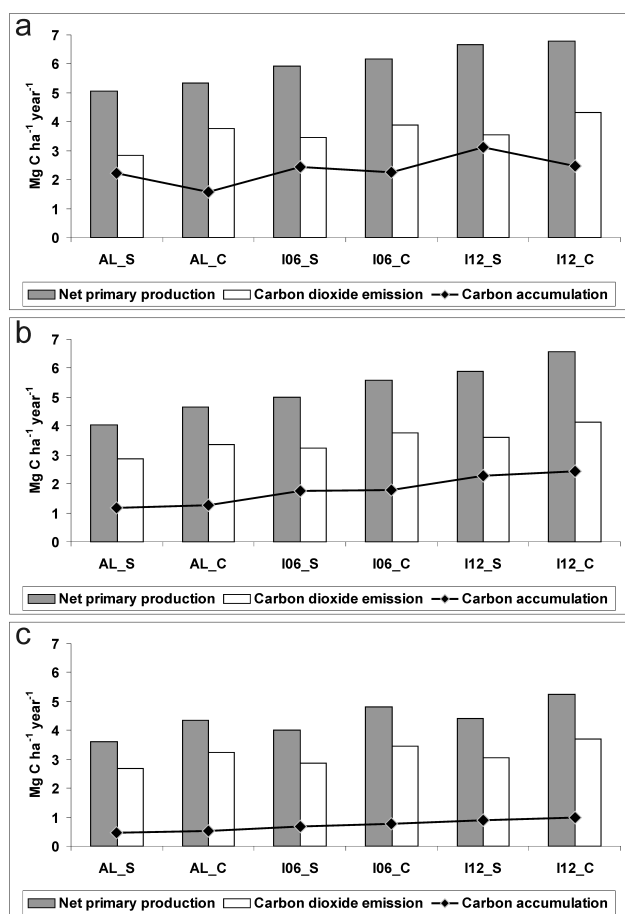 a
7
6
5
4
3
2
1
0
Mg C ha⁻¹ year⁻¹
AL_S AL_C I06_S I06_C I12_S I12_C
Net primary production Carbon dioxide emission Carbon accumulation
b
7
6
5
4
3
2
1
0
Mg C ha⁻¹ year⁻¹
AL_S AL_C I06_S I06_C I12_S I12_C
Net primary production Carbon dioxide emission Carbon accumulation
c
7
6
5
4
3
2
1
0
Mg C ha⁻¹ year⁻¹
AL_S AL_C I06_S I06_C I12_S I12_C
Net primary production Carbon dioxide emission Carbon accumulation